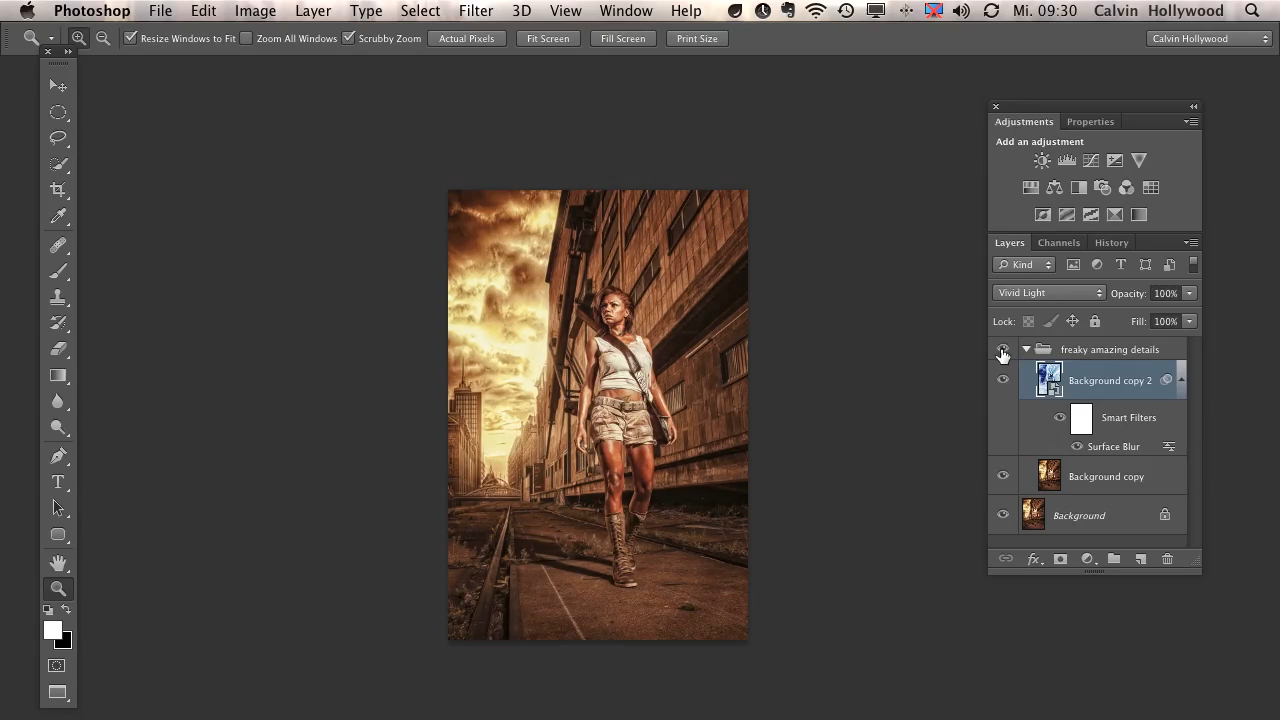 Photoshop File Edit Image Layer Type Select Filter 3D View Window Help Mi. 09:30 Calvin Hollywood
Resize Windows to Fit Zoom All Windows Scrubby Zoom Actual Pixels Fit Screen Fill Screen Print Size Calvin Hollywood
Adjustments Properties
Add an adjustment
Layers Channels History
Kind
Vivid Light Opacity: 100%
Lock: Fill: 100%
freaky amazing details
Background copy 2
Smart Filters
Surface Blur
Background copy
Background
fx